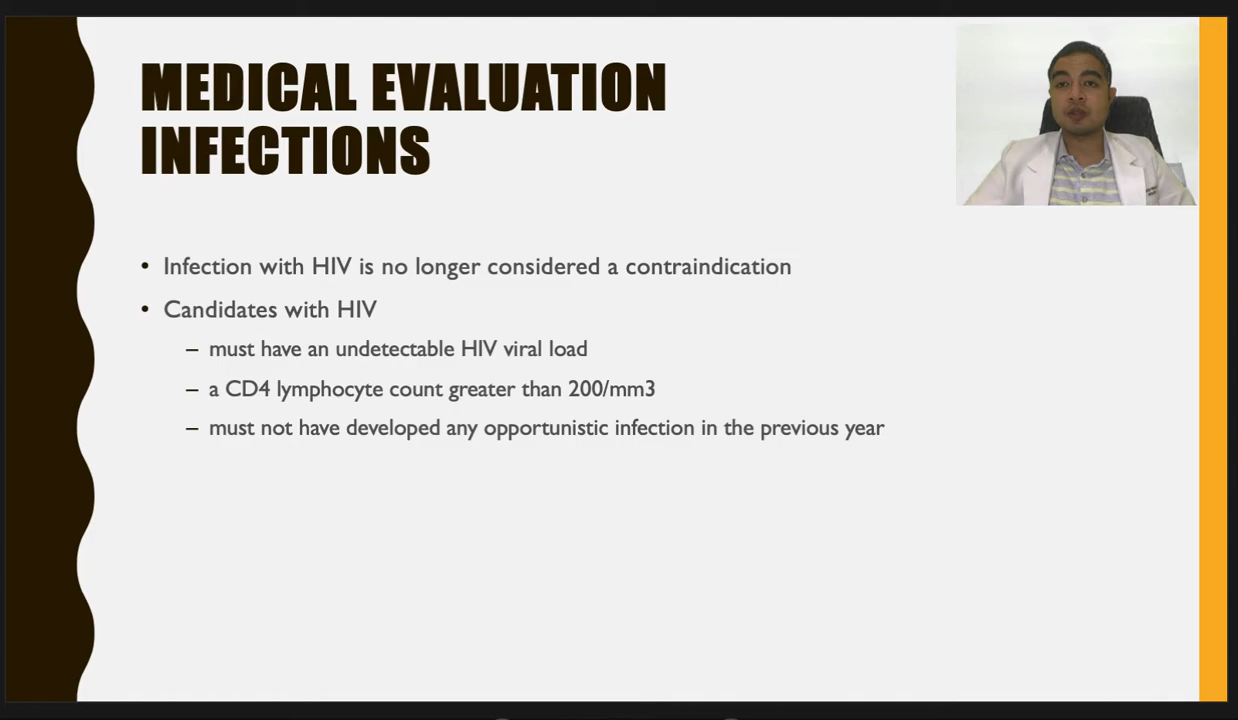 MEDICAL EVALUATION
INFECTIONS
• Infection with HIV is no longer considered a contraindication
• Candidates with HIV
– must have an undetectable HIV viral load
– a CD4 lymphocyte count greater than 200/mm3
– must not have developed any opportunistic infection in the previous year